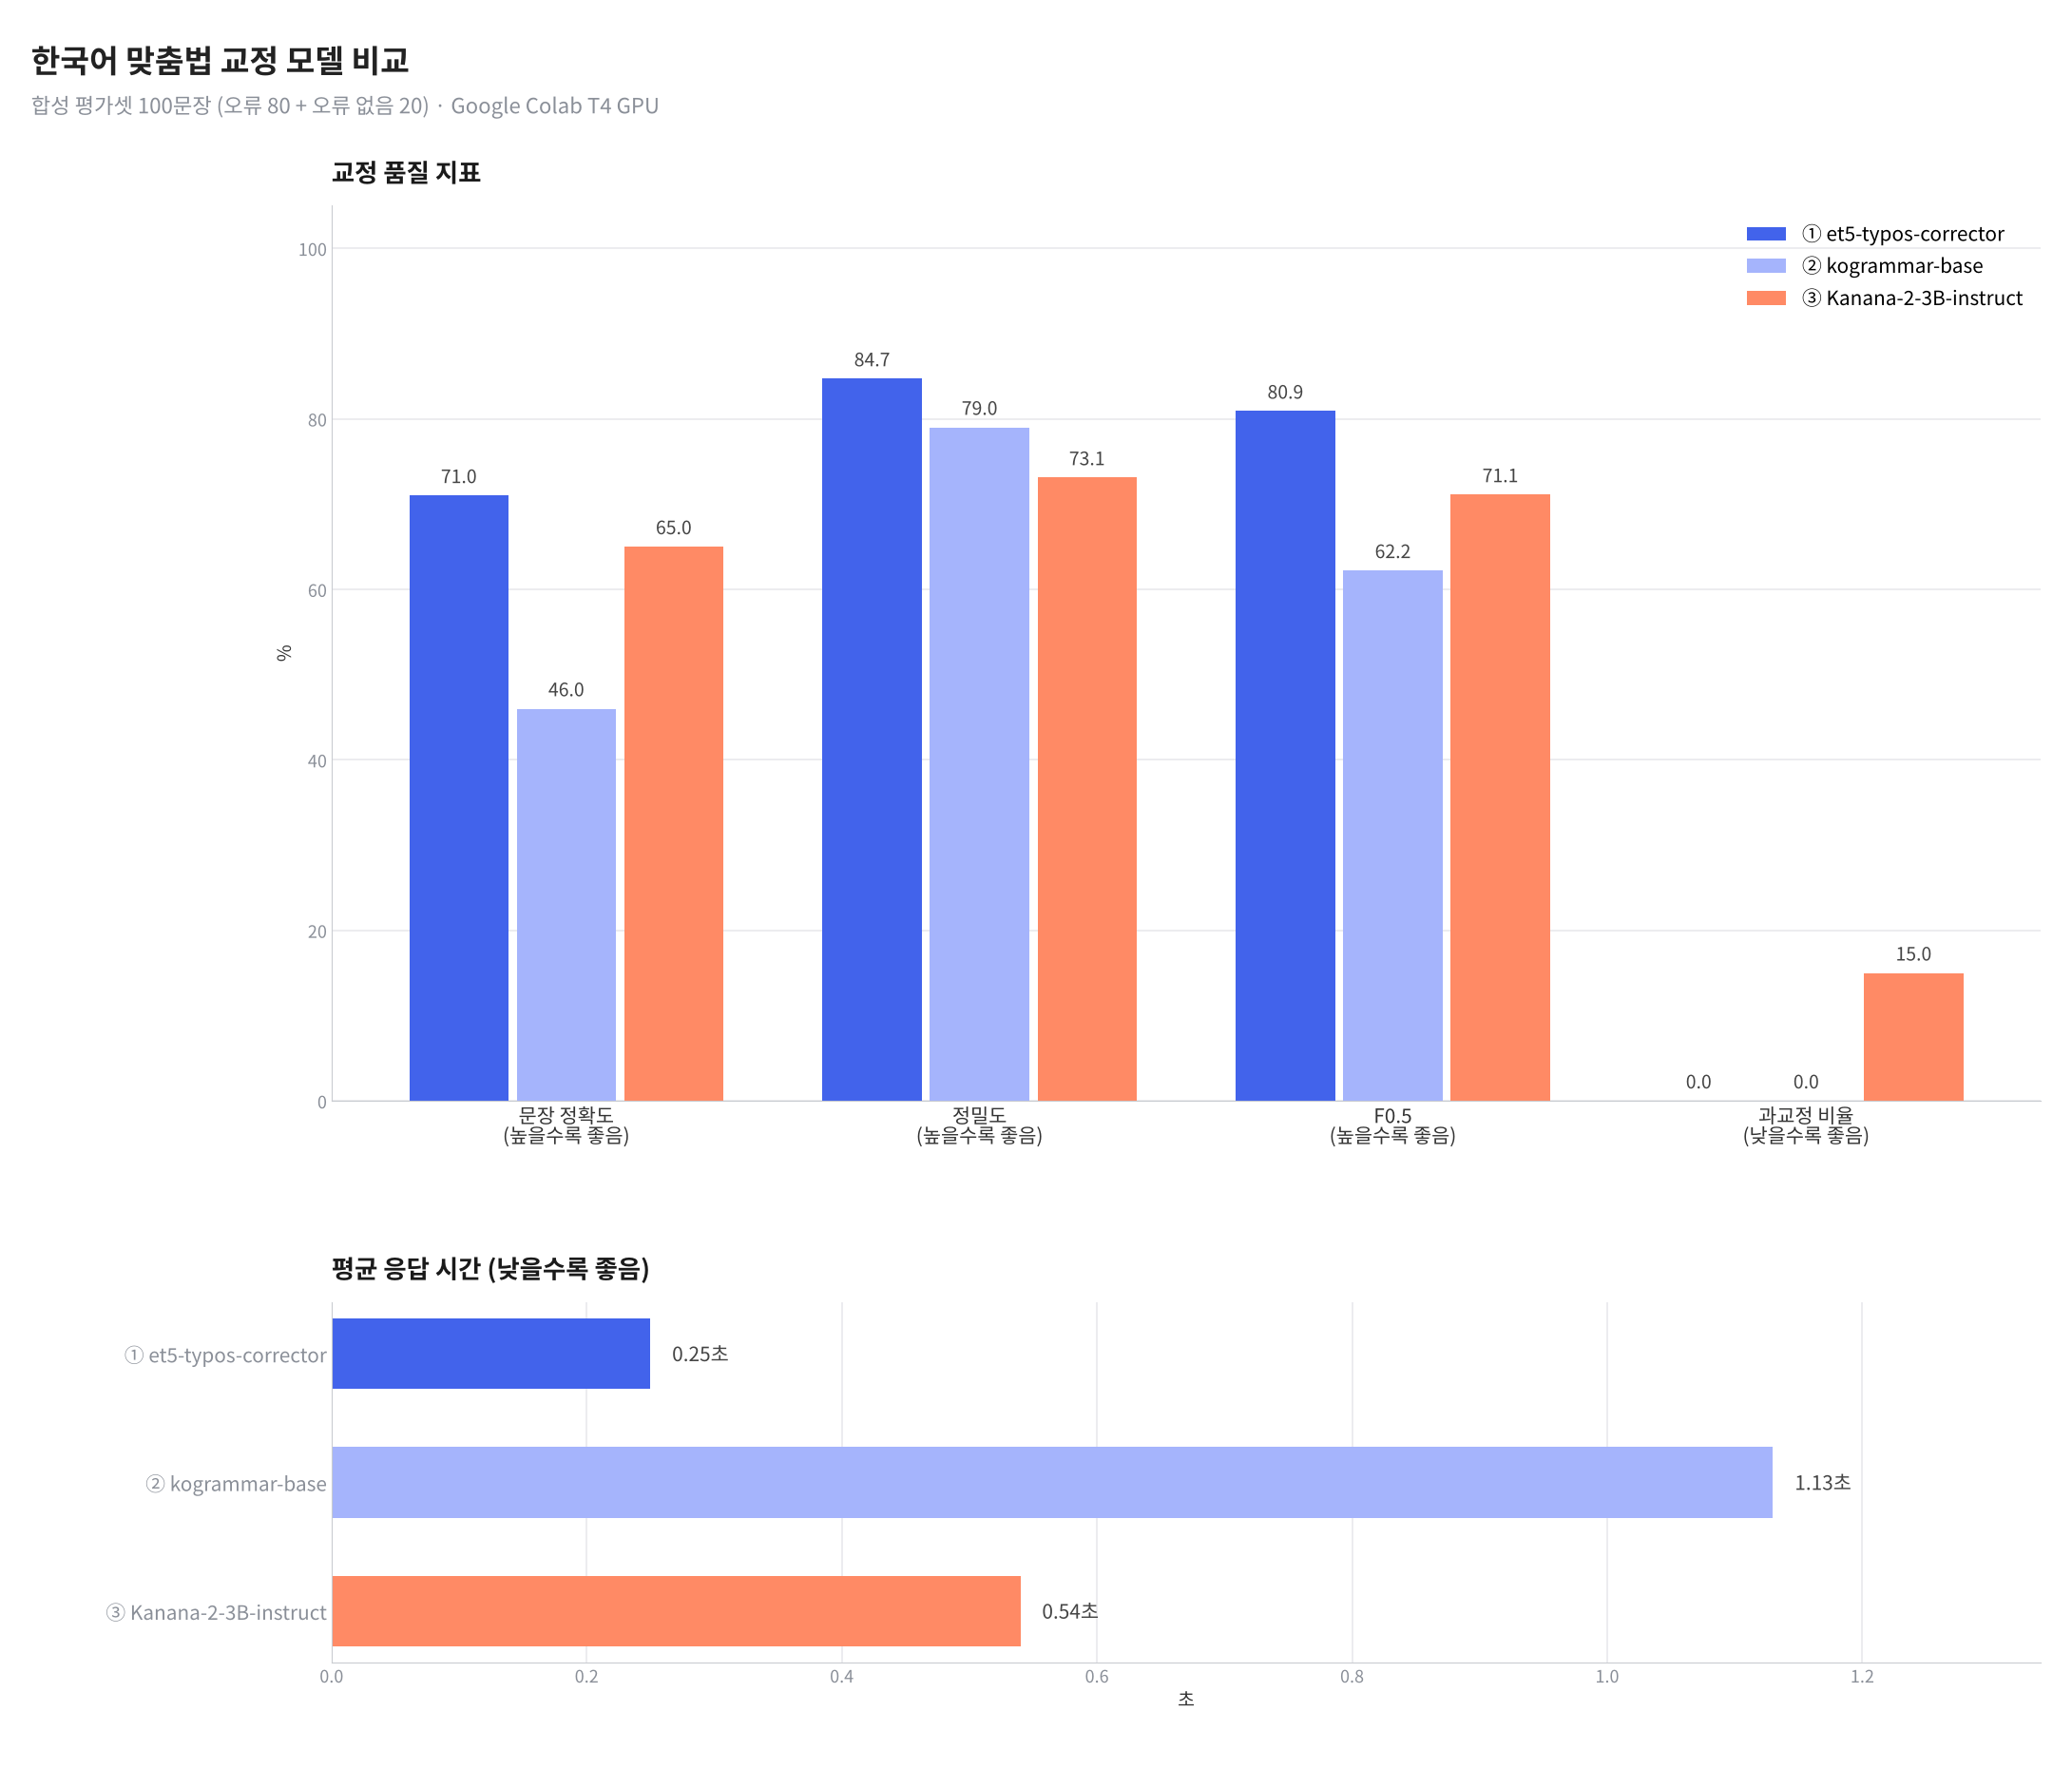 한국어 맞춤법 교정 모델 비교
합성 평가셋 100문장 (오류 80 + 오류 없음 20) · Google Colab T4 GPU
교정 품질 지표
① et5-typos-corrector
② kogrammar-base
③ Kanana-2-3B-instruct
%
100
80
60
40
20
0
71.0
46.0
65.0
84.7
79.0
73.1
80.9
62.2
71.1
0.0
0.0
15.0
문장 정확도
(높을수록 좋음)
정밀도
(높을수록 좋음)
F0.5
(높을수록 좋음)
과교정 비율
(낮을수록 좋음)
평균 응답 시간 (낮을수록 좋음)
① et5-typos-corrector
0.25초
② kogrammar-base
1.13초
③ Kanana-2-3B-instruct
0.54초
0.0
0.2
0.4
0.6
0.8
1.0
1.2
초